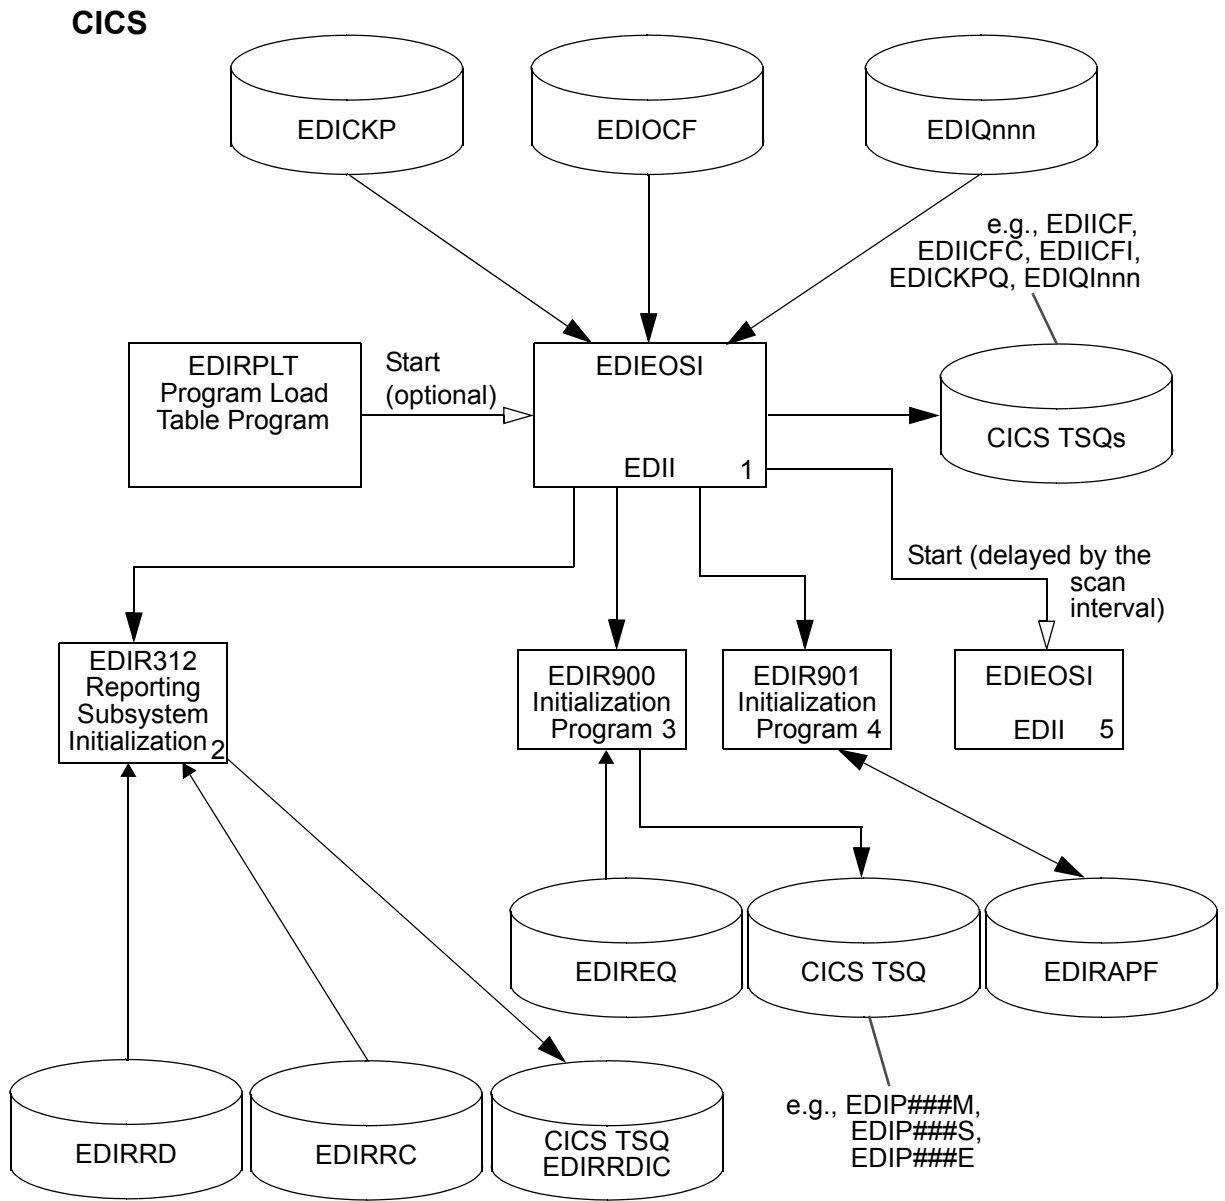 CICS
EDICKP
EDIOCF
EDIQnnn
e.g., EDIICF,
EDIICFC, EDIICFI,
EDICKPQ, EDIQInnn
EDIRPLT
Program Load
Table Program
Start
(optional)
EDIEOSI
EDII 1
CICS TSQs
Start (delayed by the
scan
interval)
EDIR312
Reporting
Subsystem
Initialization 2
EDIR900
Initialization
Program 3
EDIR901
Initialization
Program 4
EDIEOSI
EDII 5
EDIREQ
CICS TSQ
EDIRAPF
e.g., EDIP###M,
EDIP###S,
EDIP###E
EDIRRD
EDIRRC
CICS TSQ
EDIRRDIC